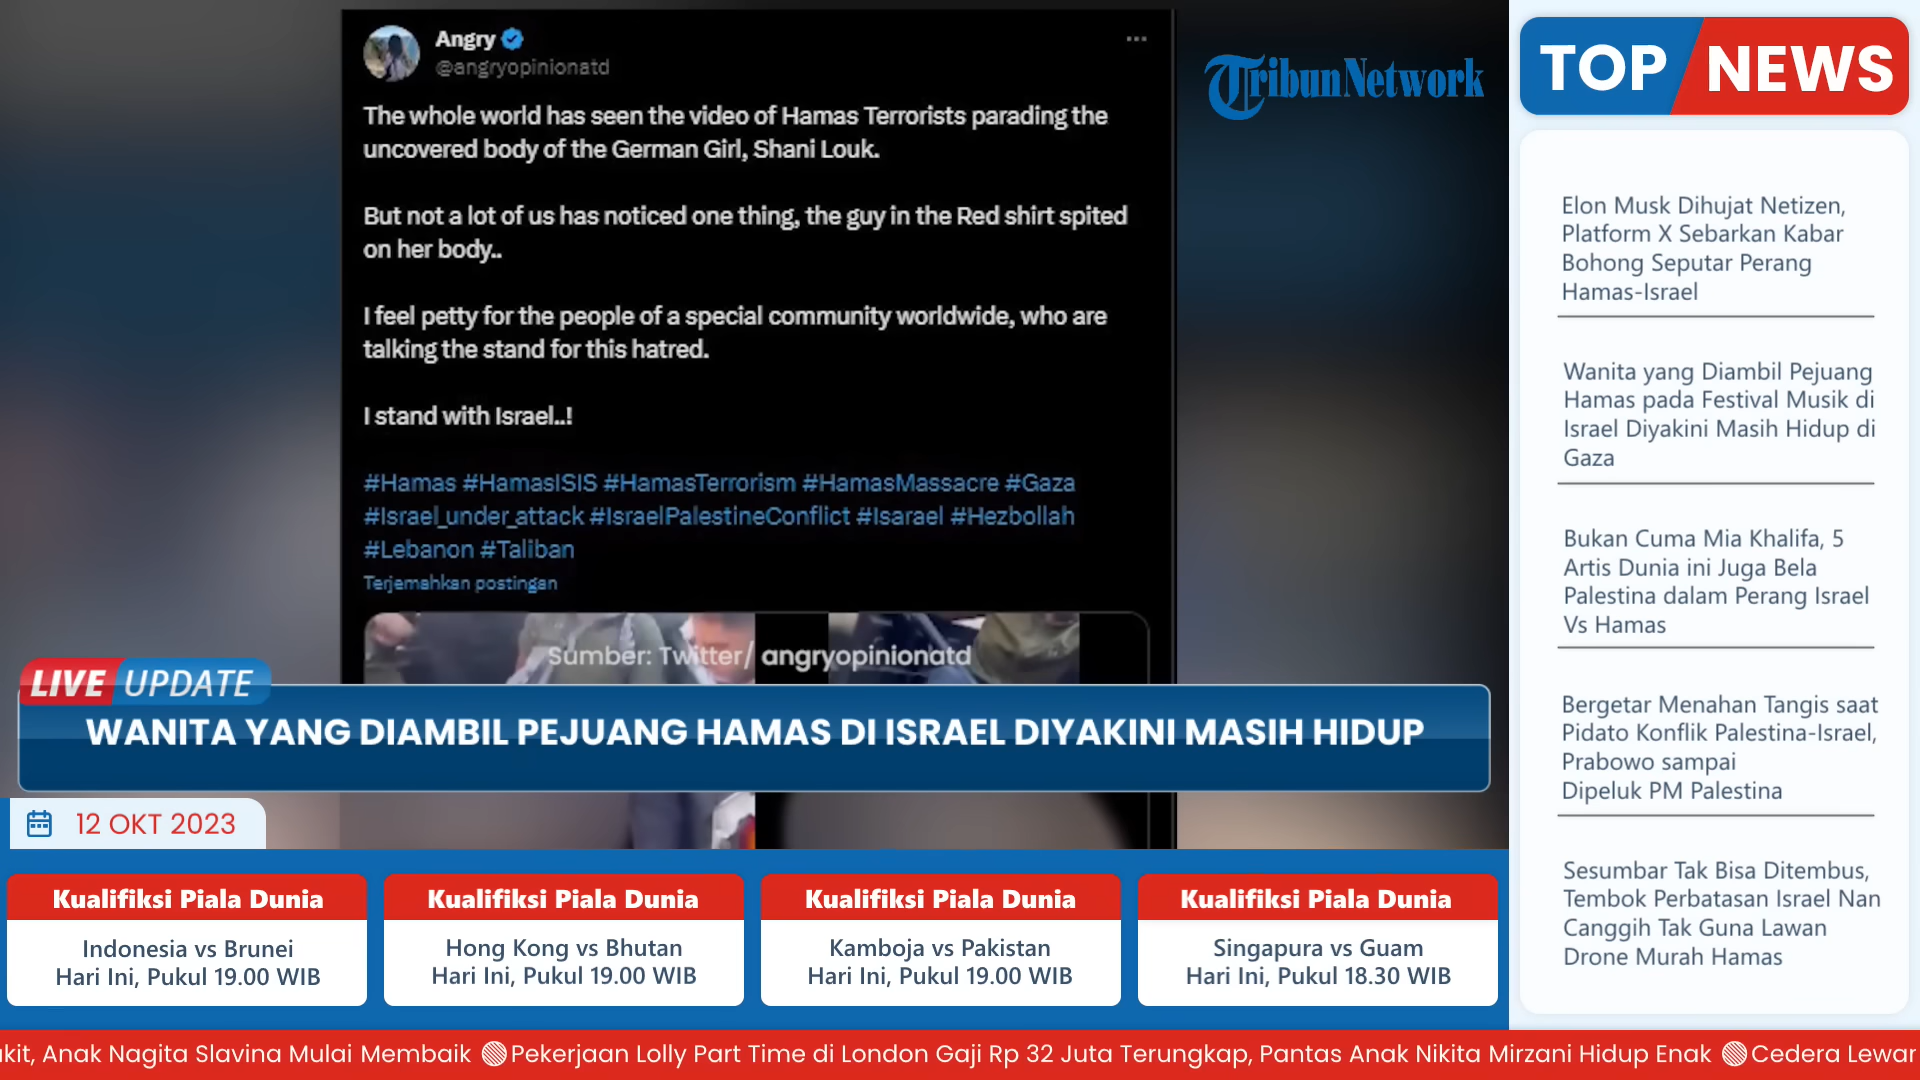 Angry
@angryopinionatd
The whole world has seen the video of Hamas Terrorists parading the
uncovered body of the German Girl, Shani Louk.
But not a lot of us has noticed one thing, the guy in the Red shirt spited
on her body..
I feel petty for the people of a special community worldwide, who are
talking the stand for this hatred.
I stand with Israel..!
#Hamas #HamasISIS #HamasTerrorism #HamasMassacre #Gaza
#Israel_under_attack #IsraelPalestineConflict #Isarael #Hezbollah
#Lebanon #Taliban
Terjemahkan postingan
Sumber: Twitter/ angryopinionatd
TribunNetwork
LIVE UPDATE
WANITA YANG DIAMBIL PEJUANG HAMAS DI ISRAEL DIYAKINI MASIH HIDUP
12 OKT 2023
TOP NEWS
Elon Musk Dihujat Netizen,
Platform X Sebarkan Kabar
Bohong Seputar Perang
Hamas-Israel
Wanita yang Diambil Pejuang
Hamas pada Festival Musik di
Israel Diyakini Masih Hidup di
Gaza
Bukan Cuma Mia Khalifa, 5
Artis Dunia ini Juga Bela
Palestina dalam Perang Israel
Vs Hamas
Bergetar Menahan Tangis saat
Pidato Konflik Palestina-Israel,
Prabowo sampai
Dipeluk PM Palestina
Sesumbar Tak Bisa Ditembus,
Tembok Perbatasan Israel Nan
Canggih Tak Guna Lawan
Drone Murah Hamas
Kualifiksi Piala Dunia
Indonesia vs Brunei
Hari Ini, Pukul 19.00 WIB
Kualifiksi Piala Dunia
Hong Kong vs Bhutan
Hari Ini, Pukul 19.00 WIB
Kualifiksi Piala Dunia
Kamboja vs Pakistan
Hari Ini, Pukul 19.00 WIB
Kualifiksi Piala Dunia
Singapura vs Guam
Hari Ini, Pukul 18.30 WIB
kit, Anak Nagita Slavina Mulai Membaik Pekerjaan Lolly Part Time di London Gaji Rp 32 Juta Terungkap, Pantas Anak Nikita Mirzani Hidup Enak Cedera Lewar